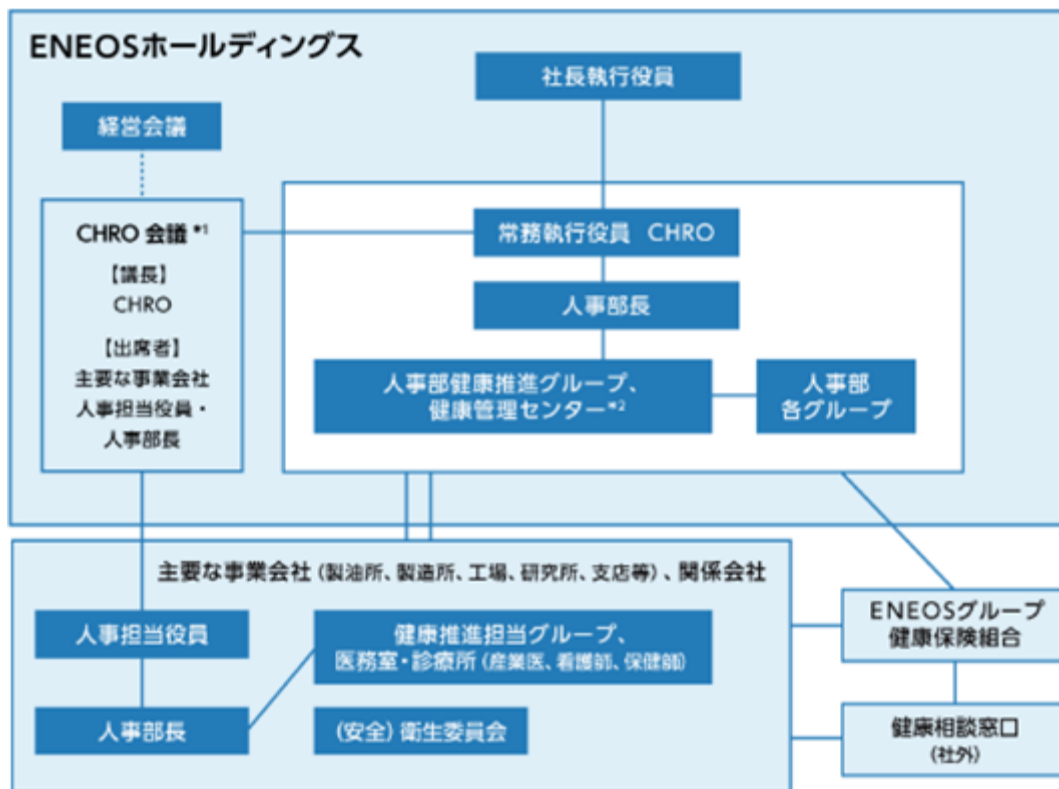 ENEOSホールディングス
社長執行役員
経営会議
CHRO 会議 *1
【議長】
CHRO
【出席者】
主要な事業会社
人事担当役員・
人事部長
常務執行役員 CHRO
人事部長
人事部健康推進グループ、
健康管理センター*2
人事部
各グループ
主要な事業会社 (製油所、製造所、工場、研究所、支店等) 、関係会社
人事担当役員
人事部長
健康推進担当グループ、
医務室・診療所 (産業医、看護師、保健師)
(安全) 衛生委員会
ENEOSグループ
健康保険組合
健康相談窓口
(社外)